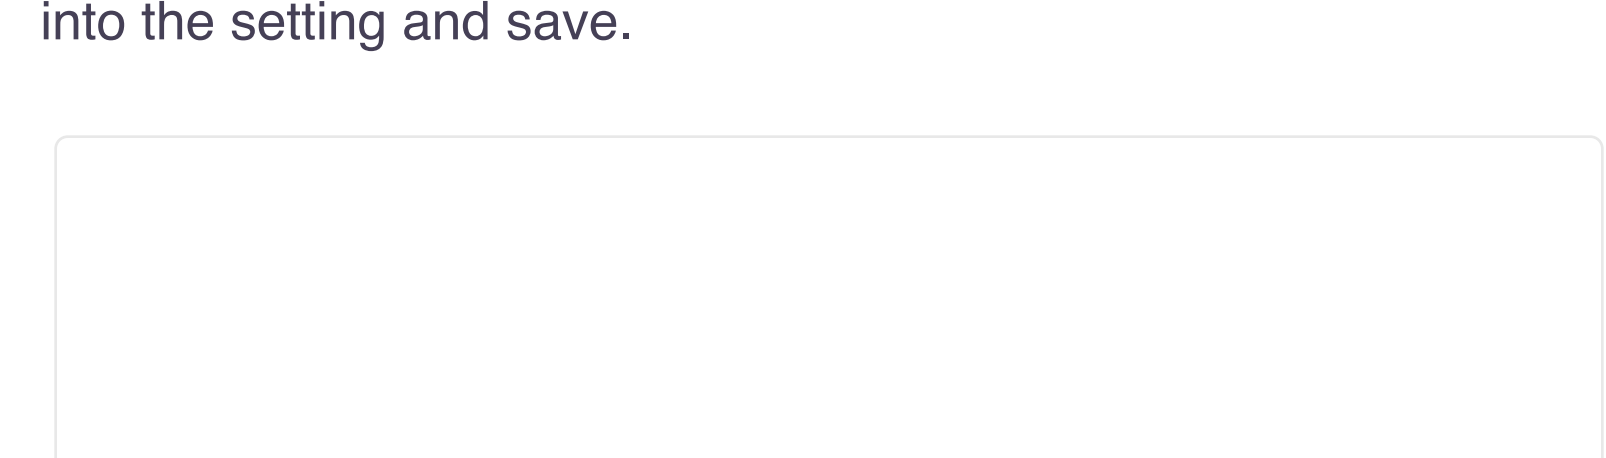 into the setting and save.